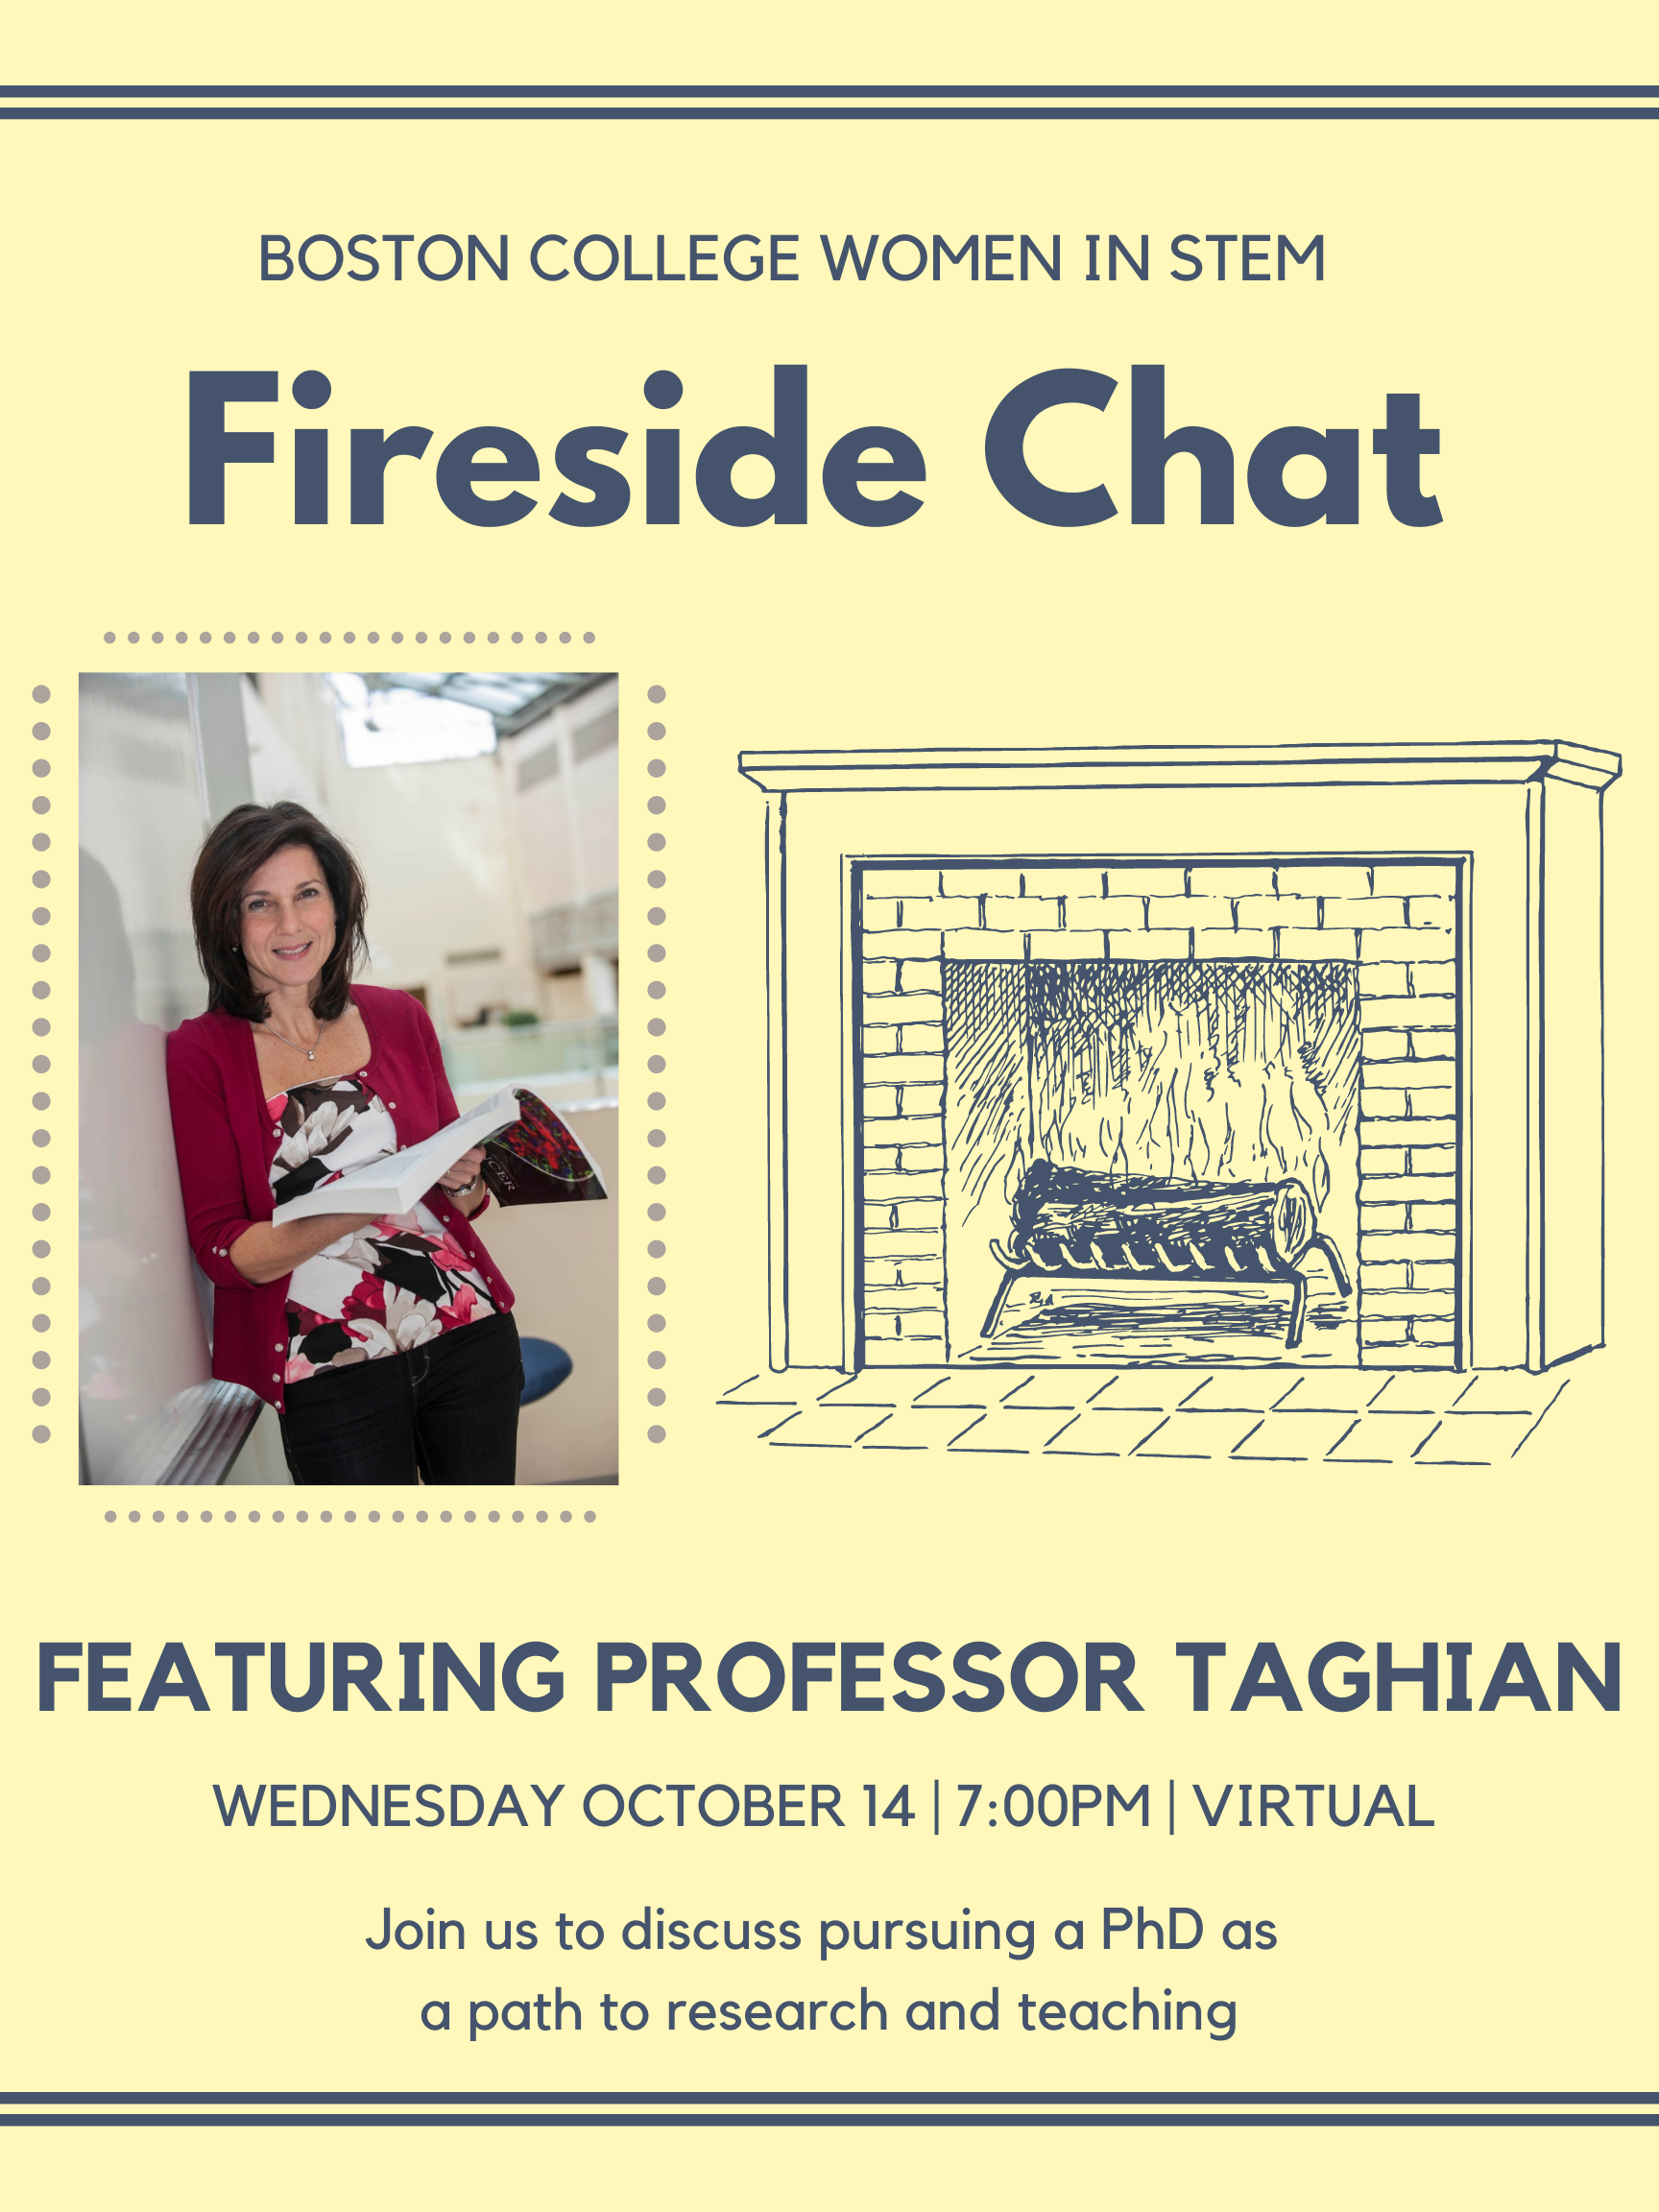 BOSTON COLLEGE WOMEN IN STEM
Fireside Chat
FEATURING PROFESSOR TAGHIAN
WEDNESDAY OCTOBER 14 | 7:00PM | VIRTUAL
Join us to discuss pursuing a PhD as
a path to research and teaching